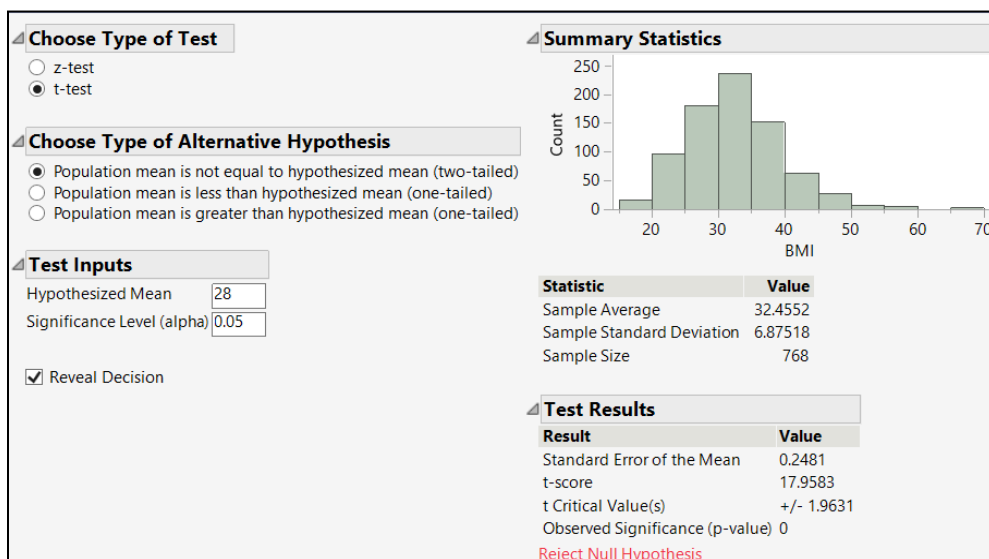 Choose Type of Test
z-test
t-test
Choose Type of Alternative Hypothesis
Population mean is not equal to hypothesized mean (two-tailed)
Population mean is less than hypothesized mean (one-tailed)
Population mean is greater than hypothesized mean (one-tailed)
Test Inputs
Hypothesized Mean 28
Significance Level (alpha) 0.05
Reveal Decision
Summary Statistics
250
200
150
100
50
0
Count
20 30 40 50 60 70
BMI
Statistic Value
Sample Average 32.4552
Sample Standard Deviation 6.87518
Sample Size 768
Test Results
Result Value
Standard Error of the Mean 0.2481
t-score 17.9583
t Critical Value(s) +/- 1.9631
Observed Significance (p-value) 0
Reject Null Hypothesis